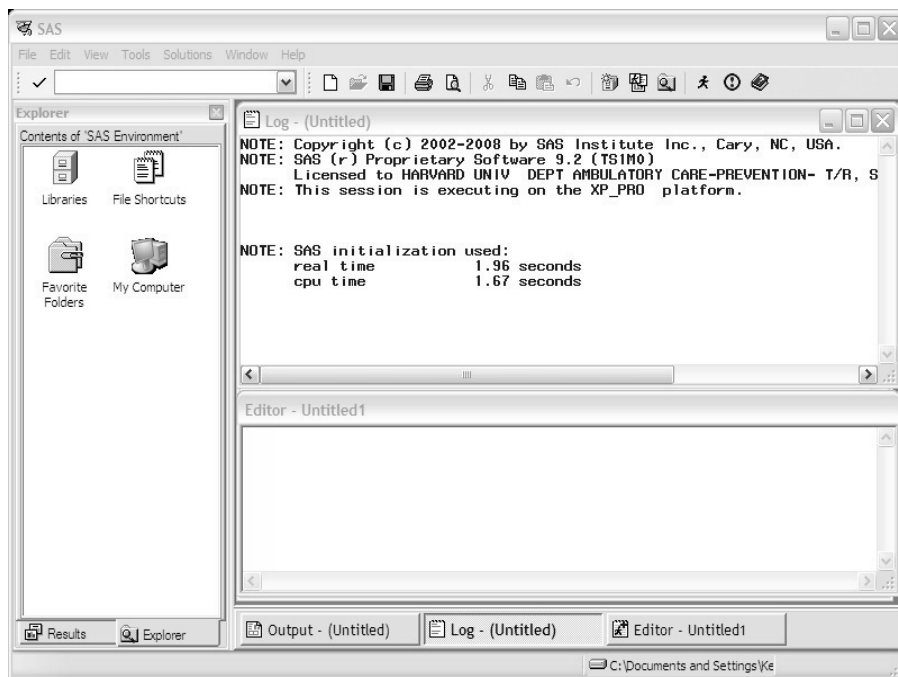 SAS
File Edit View Tools Solutions Window Help
Explorer
Contents of 'SAS Environment'
Libraries
File Shortcuts
Favorite
Folders
My Computer
Log - (Untitled)
NOTE: Copyright (c) 2002-2008 by SAS Institute Inc., Cary, NC, USA.
NOTE: SAS (r) Proprietary Software 9.2 (TS1M0)
Licensed to HARVARD UNIV DEPT AMBULATORY CARE-PREVENTION- T/R, S
NOTE: This session is executing on the XP_PRO platform.
NOTE: SAS initialization used:
real time 1.96 seconds
cpu time 1.67 seconds
Editor - Untitled1
Results
Explorer
Output - (Untitled)
Log - (Untitled)
Editor - Untitled1
C:\Documents and Settings\Ke